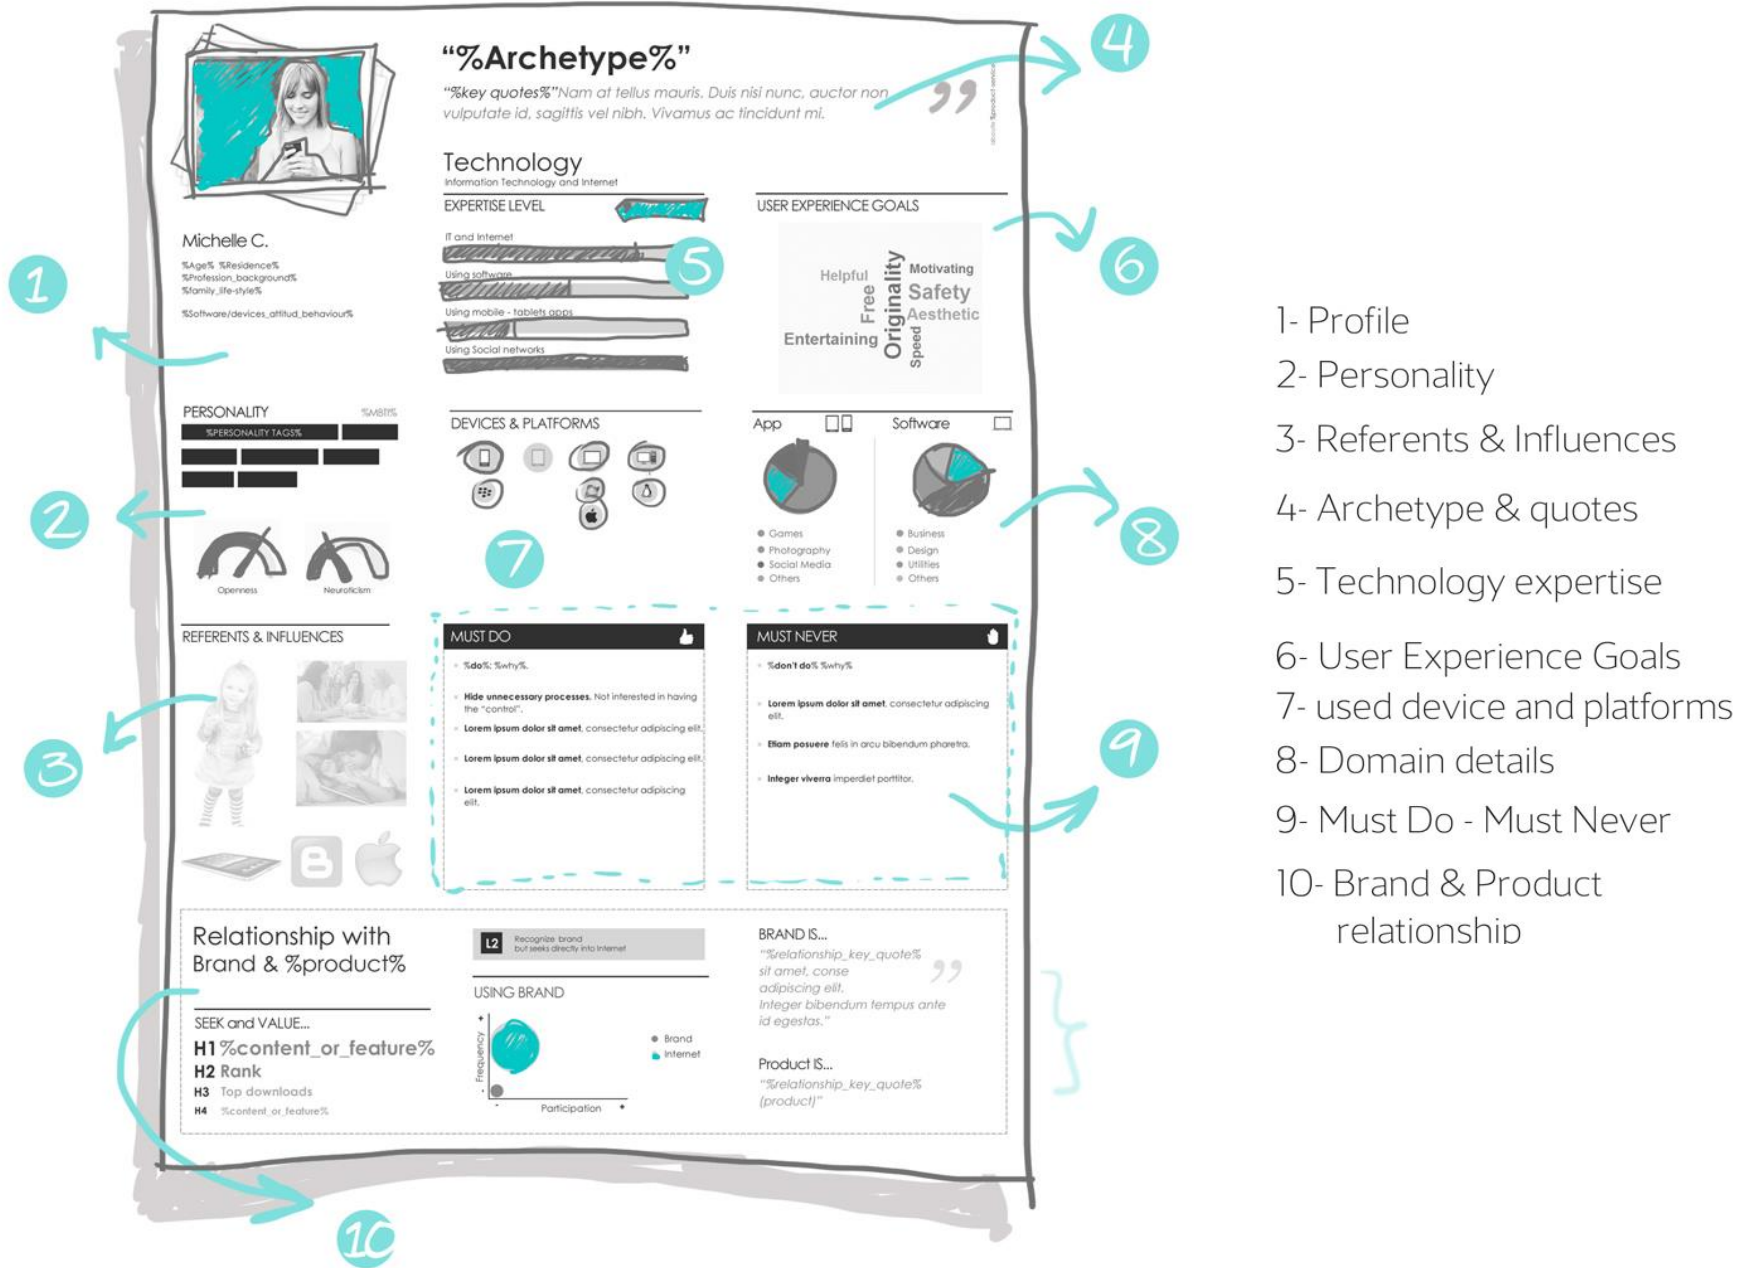 “%Archetype%”
“%key quotes%”Nam at tellus mauris. Duis nisi nunc, auctor non
vulputate id, sagittis vel nibh. Vivamus ac tincidunt mi.
”
4
1
Michelle C.
%Age% %Residence%
%Profession_background%
%family_life-style%
%Software/devices_attitud_behaviour%
Technology
Information Technology and Internet
EXPERTISE LEVEL
IT and Internet
Using software
Using mobile - tablets apps
Using Social networks
5
USER EXPERIENCE GOALS
Helpful
Free
Originality
Motivating
Safety
Aesthetic
Entertaining
Speed
6
PERSONALITY %MBTI%
%PERSONALITY TAGS%
2
Openness
Neuroticism
DEVICES & PLATFORMS
7
App
Games
Photography
Social Media
Others
Software
Business
Design
Utilities
Others
8
REFERENTS & INFLUENCES
3
B
MUST DO
%do%; %why%.
Hide unnecessary processes. Not interested in having
the “control”.
Lorem ipsum dolor sit amet, consectetur adipiscing elit.
Lorem ipsum dolor sit amet, consectetur adipiscing elit.
Lorem ipsum dolor sit amet, consectetur adipiscing
elit.
MUST NEVER
%don't do% %why%
Lorem ipsum dolor sit amet, consectetur adipiscing
elit.
Etiam posuere felis in arcu bibendum pharetra.
Integer viverra imperdiet porttitor.
9
Relationship with
Brand & %product%
SEEK and VALUE...
H1 %content_or_feature%
H2 Rank
H3 Top downloads
H4 %content_or_feature%
L2
Recognize brand
but seeks directly into Internet
USING BRAND
+
Frequency
-
- Participation +
Brand
Internet
BRAND IS...
“%relationship_key_quote%
sit amet, conse
adipiscing elit.
Integer bibendum tempus ante
id egestas.”
”
Product IS...
“%relationship_key_quote%
(product)”
10
1- Profile
2- Personality
3- Referents & Influences
4- Archetype & quotes
5- Technology expertise
6- User Experience Goals
7- used device and platforms
8- Domain details
9- Must Do - Must Never
10- Brand & Product
relationship